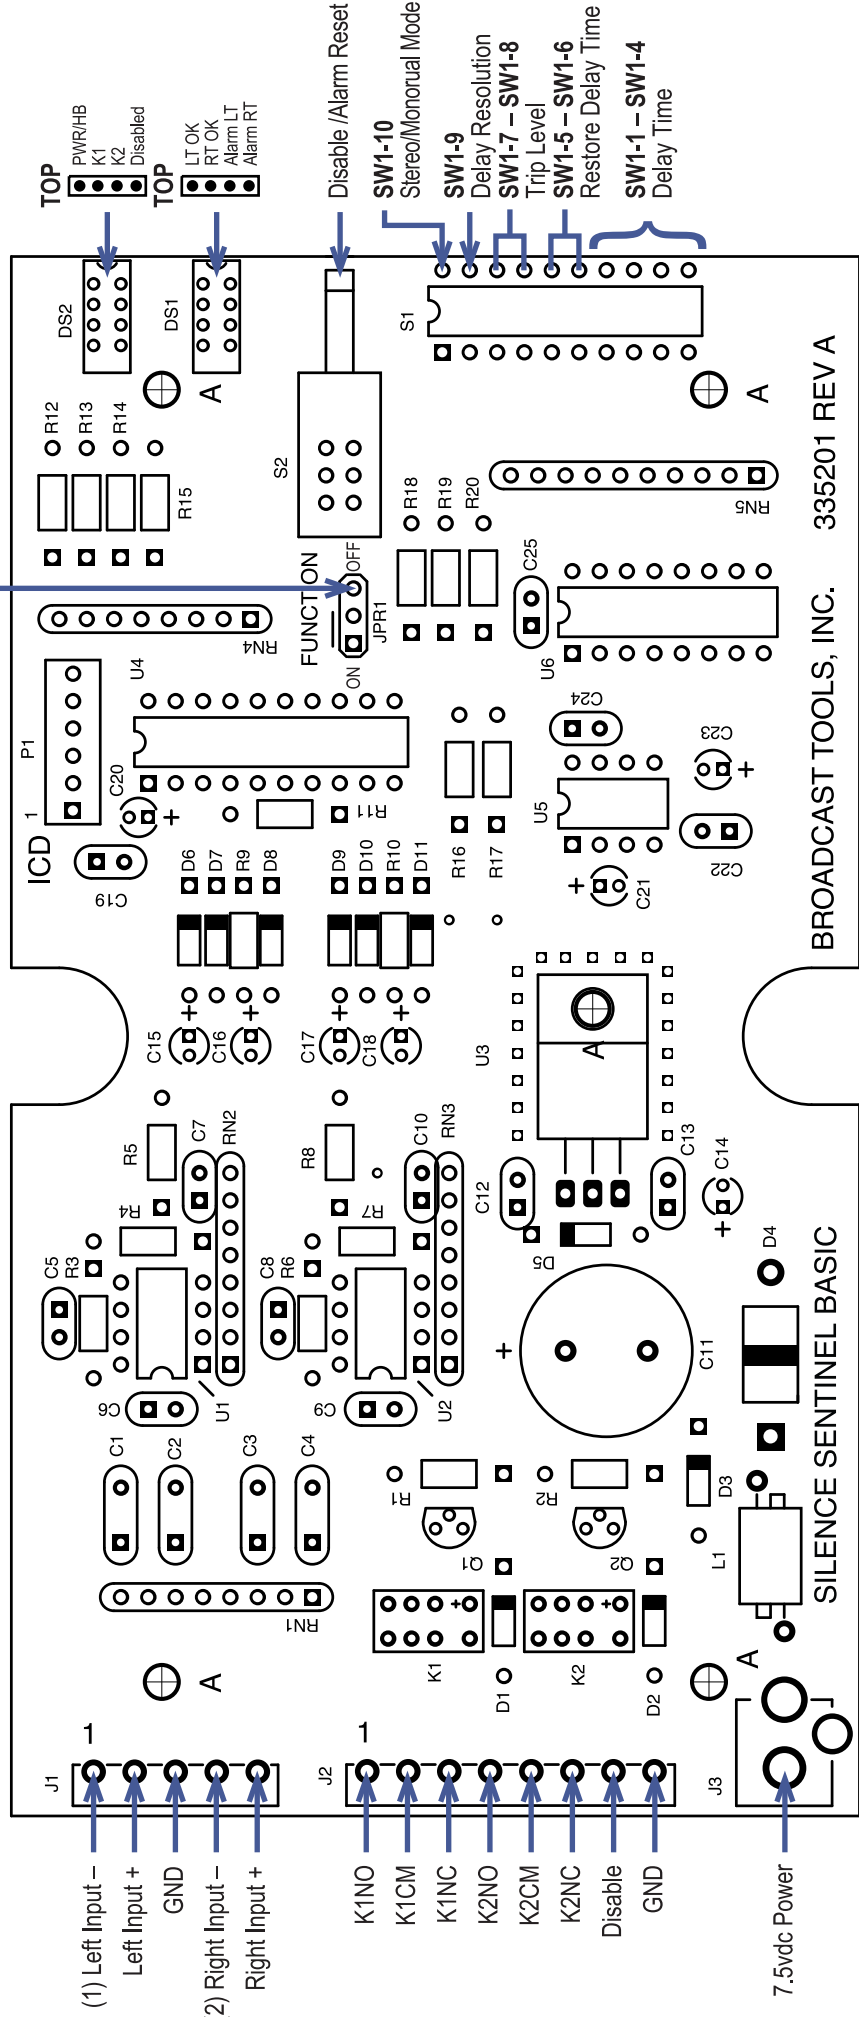 TOP
PWR/HB
K1
K2
Disabled
TOP
LT OK
RT OK
Alarm LT
Alarm RT
Disable /Alarm Reset
SW1-10
Stereo/Monorual Mode
SW1-9
Delay Resolution
SW1-7 – SW1-8
Trip Level
SW1-5 – SW1-6
Restore Delay Time
SW1-1 – SW1-4
Delay Time
DS2
DS1
S1
A
A
R12
R13
R14
R15
S2
R18
R19
R20
RN5
335201 REV A
FUNCTION
OFF
ON
JPR1
C25
RN4
U4
U6
P1
1
ICD
C20
+
C19
R11
C24
C23
+
U5
C22
C21
+
R16
R17
BROADCAST TOOLS, INC.
D6
D7
R9
D8
D9
D10
R10
D11
C15
+
C16
+
C17
+
C18
+
U3
A
R5
C7
RN2
R8
C10
RN3
R4
R7
C12
C13
C14
+
C5
R3
C8
R6
D5
D4
+
C11
C6
U1
C9
U2
C1
C2
C3
C4
R1
R2
D3
Q1
Q2
L1
SILENCE SENTINEL BASIC
RN1
K1
+
D1
K2
+
D2
A
A
J1
1
J2
1
J3
(1) Left Input –
Left Input +
GND
2) Right Input –
Right Input +
K1NO
K1CM
K1NC
K2NO
K2CM
K2NC
Disable
GND
7.5vdc Power